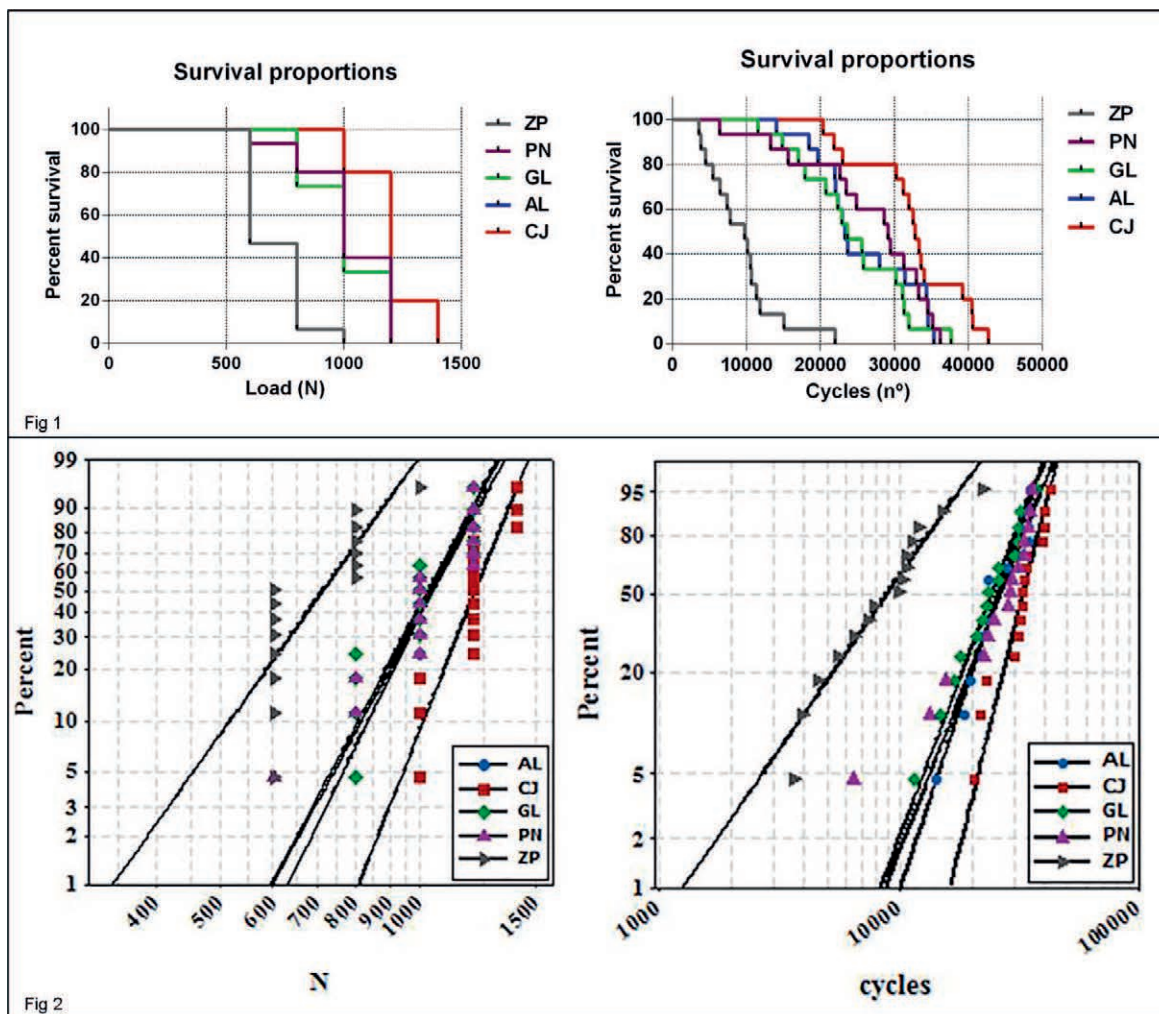 Survival proportions
100
80
60
40
20
0
Percent survival
0 500 1000 1500
Load (N)
ZP
PN
GL
AL
CJ
Survival proportions
100
80
60
40
20
0
Percent survival
0 10000 20000 30000 40000 50000
Cycles (nº)
ZP
PN
GL
AL
CJ
Fig 1
99
90
80
70
60
50
40
30
20
10
5
3
2
1
Percent
400 500 600 700 800 900 1000 1500
N
AL
CJ
GL
PN
ZP
95
80
50
20
5
2
1
Percent
1000 10000 100000
cycles
AL
CJ
GL
PN
ZP
Fig 2